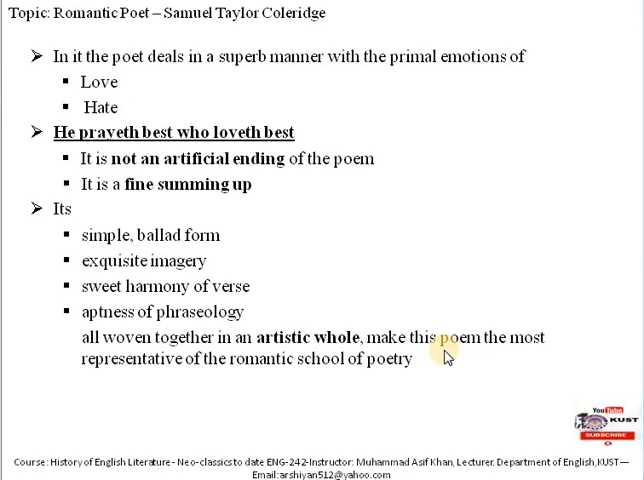 Topic: Romantic Poet – Samuel Taylor Coleridge
➢ In it the poet deals in a superb manner with the primal emotions of
▪ Love
▪ Hate
➢ He prayeth best who loveth best
▪ It is not an artificial ending of the poem
▪ It is a fine summing up
➢ Its
▪ simple, ballad form
▪ exquisite imagery
▪ sweet harmony of verse
▪ aptness of phraseology
all woven together in an artistic whole, make this poem the most
representative of the romantic school of poetry
YouTube
KUST
SUBSCRIBE
Course: History of English Literature - Neo-classics to date ENG-242-Instructor: Muhammad Asif Khan, Lecturer. Department of English,KUST—
Email:arshiyan512@yahoo.com